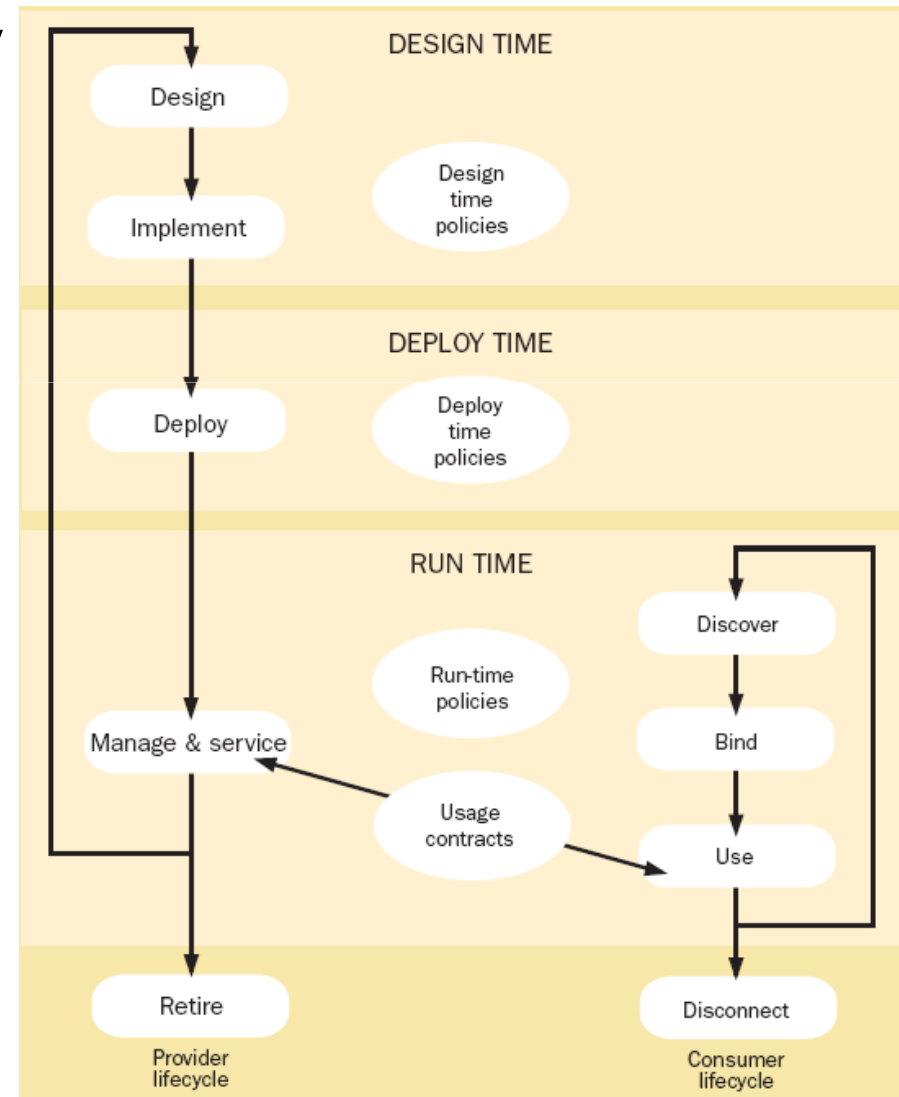 DESIGN TIME
Design
Design
time
policies
Implement
DEPLOY TIME
Deploy
Deploy
time
policies
RUN TIME
Discover
Run-time
policies
Manage & service
Bind
Usage
contracts
Use
Retire
Disconnect
Provider
lifecycle
Consumer
lifecycle